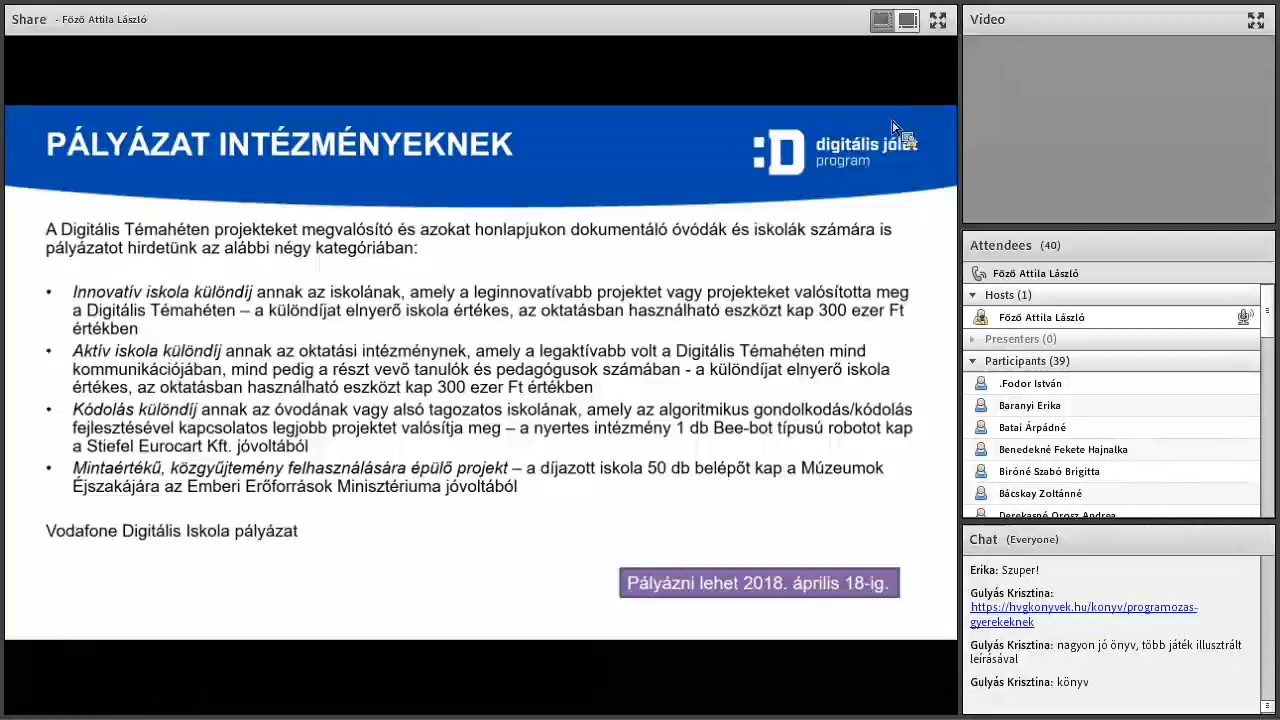 Share - Főző Attila László
PÁLYÁZAT INTÉZMÉNYEKNEK
:D digitális jólét
program
A Digitális Témahéten projekteket megvalósító és azokat honlapjukon dokumentáló óvódák és iskolák számára is
pályázatot hirdetünk az alábbi négy kategóriában:
• Innovatív iskola különdíj annak az iskolának, amely a leginnovatívabb projektet vagy projekteket valósította meg
a Digitális Témahéten – a különdíjat elnyerő iskola értékes, az oktatásban használható eszközt kap 300 ezer Ft
értékben
• Aktív iskola különdíj annak az oktatási intézménynek, amely a legaktívabb volt a Digitális Témahéten mind
kommunikációjában, mind pedig a részt vevő tanulók és pedagógusok számában - a különdíjat elnyerő iskola
értékes, az oktatásban használható eszközt kap 300 ezer Ft értékben
• Kódolás különdíj annak az óvodának vagy alsó tagozatos iskolának, amely az algoritmikus gondolkodás/kódolás
fejlesztésével kapcsolatos legjobb projektet valósítja meg – a nyertes intézmény 1 db Bee-bot típusú robotot kap
a Stiefel Eurocart Kft. jóvoltából
• Mintaértékű, közgyűjtemény felhasználására épülő projekt – a díjazott iskola 50 db belépőt kap a Múzeumok
Éjszakájára az Emberi Erőforrások Minisztériuma jóvoltából
Vodafone Digitális Iskola pályázat
Pályázni lehet 2018. április 18-ig.
Video
Attendees (40)
Főző Attila László
Hosts (1)
Főző Attila László
Presenters (0)
Participants (39)
.Fodor István
Baranyi Erika
Batai Árpádné
Benedekné Fekete Hajnalka
Biróné Szabó Brigitta
Bácskay Zoltánné
Derekasné Orosz Andrea
Chat (Everyone)
Erika: Szuper!
Gulyás Krisztina:
https://hvgkonyvek.hu/konyv/programozas-
gyerekeknek
Gulyás Krisztina: nagyon jó önyv, több játék illusztrált
leírásával
Gulyás Krisztina: könyv